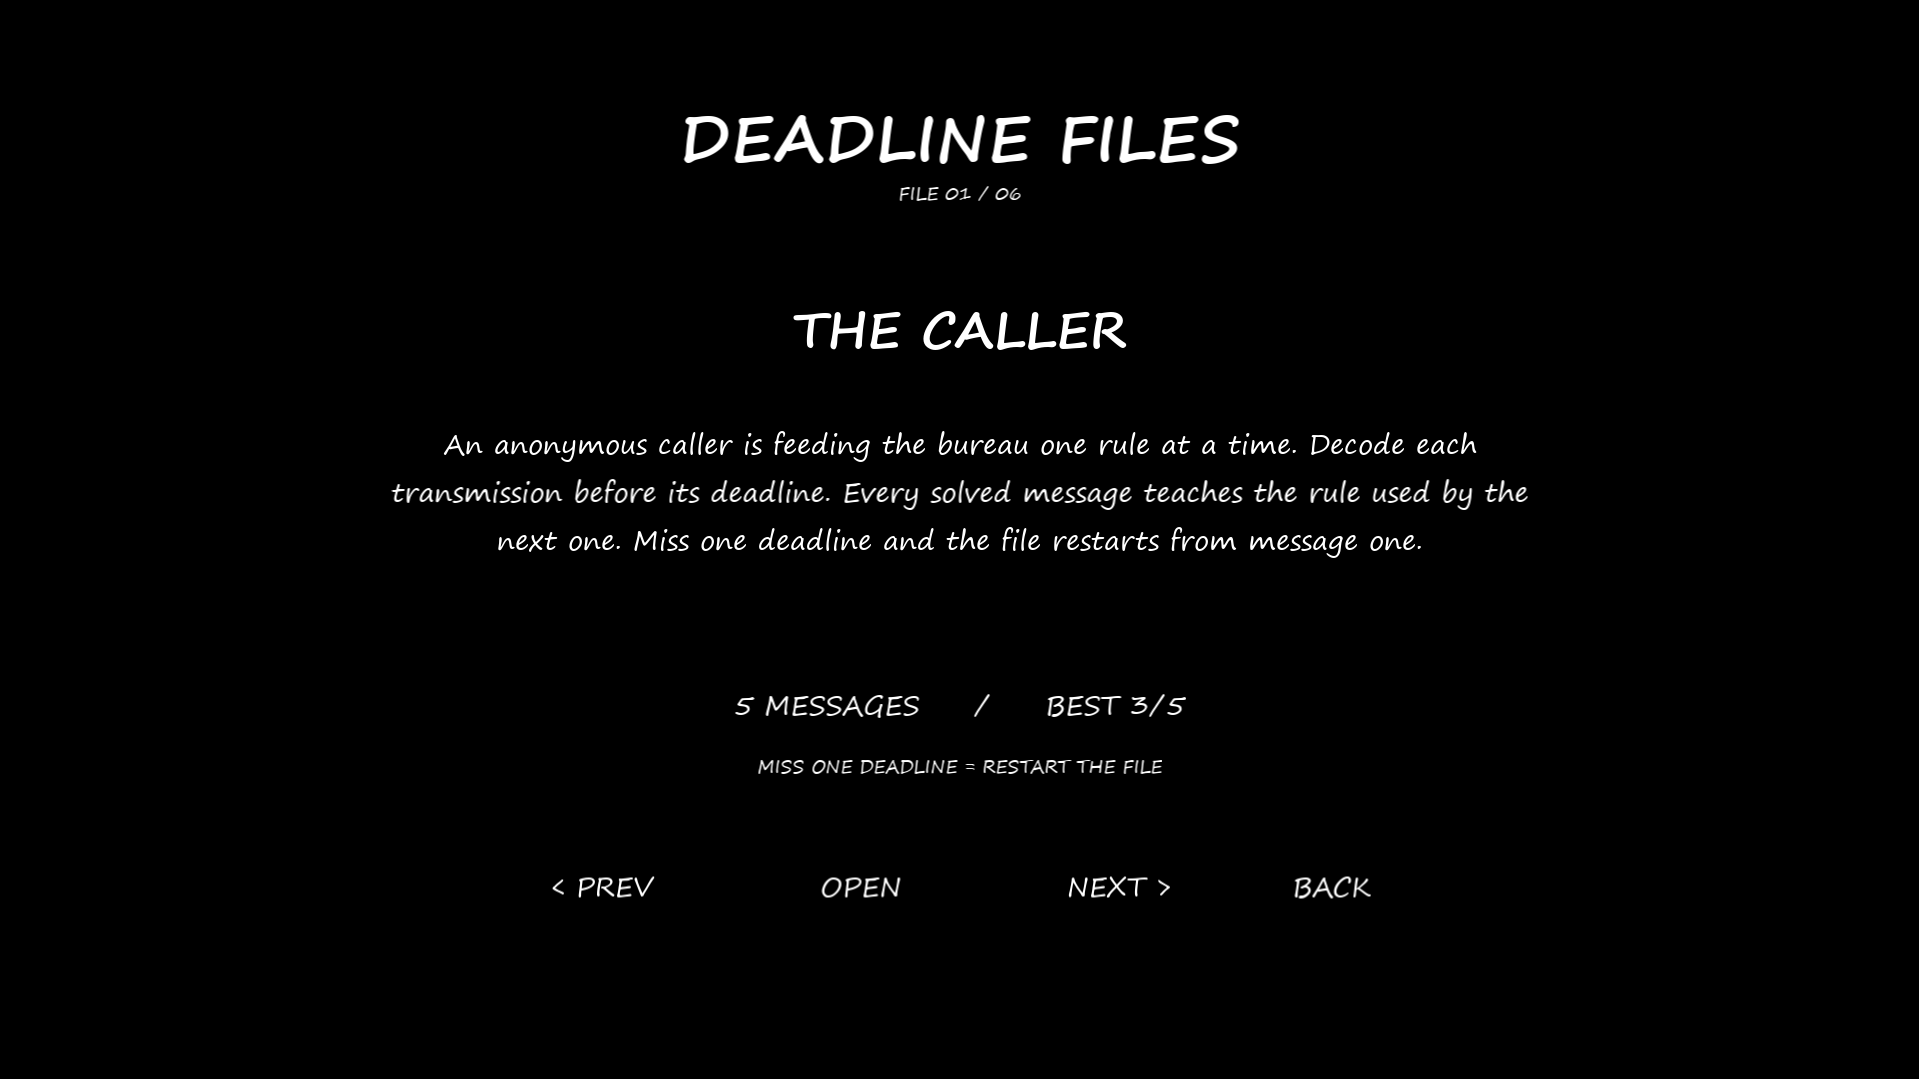 DEADLINE FILES
FILE 01 / 06
THE CALLER
An anonymous caller is feeding the bureau one rule at a time. Decode each
transmission before its deadline. Every solved message teaches the rule used by the
next one. Miss one deadline and the file restarts from message one.
5 MESSAGES / BEST 3/5
MISS ONE DEADLINE = RESTART THE FILE
< PREV OPEN NEXT > BACK